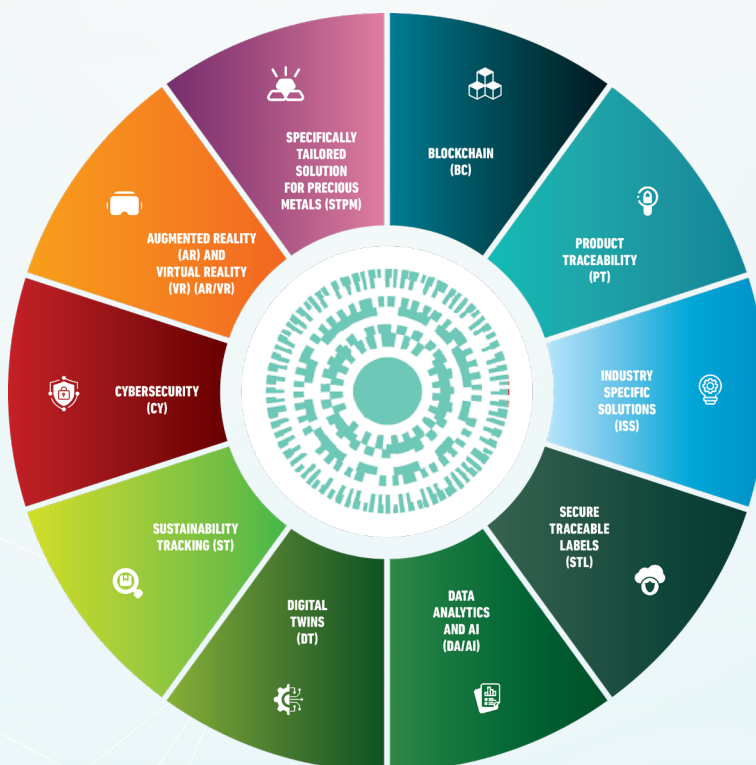 SPECIFICALLY
TAILORED
SOLUTION
FOR PRECIOUS
METALS (STPM)
BLOCKCHAIN
(BC)
AUGMENTED REALITY
(AR) AND
VIRTUAL REALITY
(VR) (AR/VR)
PRODUCT
TRACEABILITY
(PT)
CYBERSECURITY
(CY)
INDUSTRY
SPECIFIC
SOLUTIONS
(ISS)
SUSTAINABILITY
TRACKING (ST)
SECURE
TRACEABLE
LABELS
(STL)
DIGITAL
TWINS
(DT)
DATA
ANALYTICS
AND AI
(DA/AI)